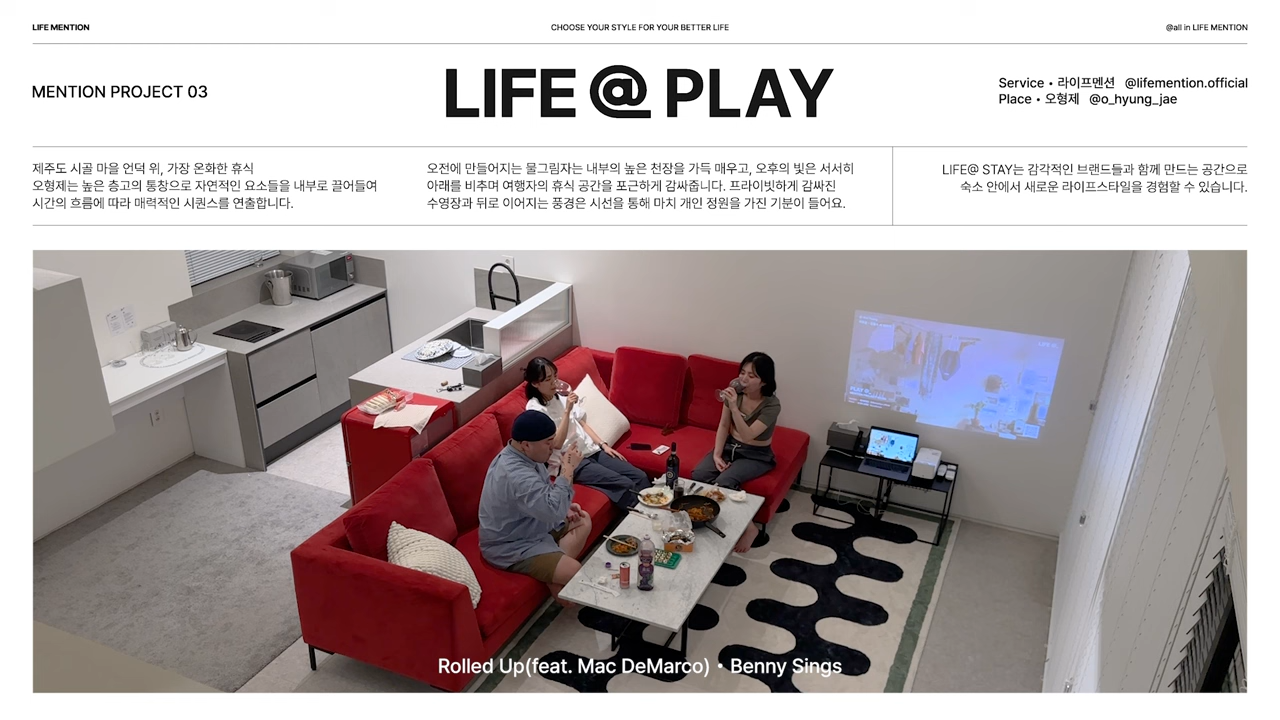 LIFE MENTION
CHOOSE YOUR STYLE FOR YOUR BETTER LIFE
@all in LIFE MENTION
MENTION PROJECT 03
LIFE @ PLAY
Service • 라이프멘션 @lifemention.official
Place • 오형제 @o_hyung_jae
제주도 시골 마을 언덕 위, 가장 온화한 휴식
오형제는 높은 층고의 통창으로 자연적인 요소들을 내부로 끌어들여
시간의 흐름에 따라 매력적인 시퀀스를 연출합니다.
오전에 만들어지는 물그림자는 내부의 높은 천장을 가득 매우고, 오후의 빛은 서서히
아래를 비추며 여행자의 휴식 공간을 포근하게 감싸줍니다. 프라이빗하게 감싸진
수영장과 뒤로 이어지는 풍경은 시선을 통해 마치 개인 정원을 가진 기분이 들어요.
LIFE@ STAY는 감각적인 브랜드들과 함께 만드는 공간으로
숙소 안에서 새로운 라이프스타일을 경험할 수 있습니다.
Rolled Up(feat. Mac DeMarco) • Benny Sings